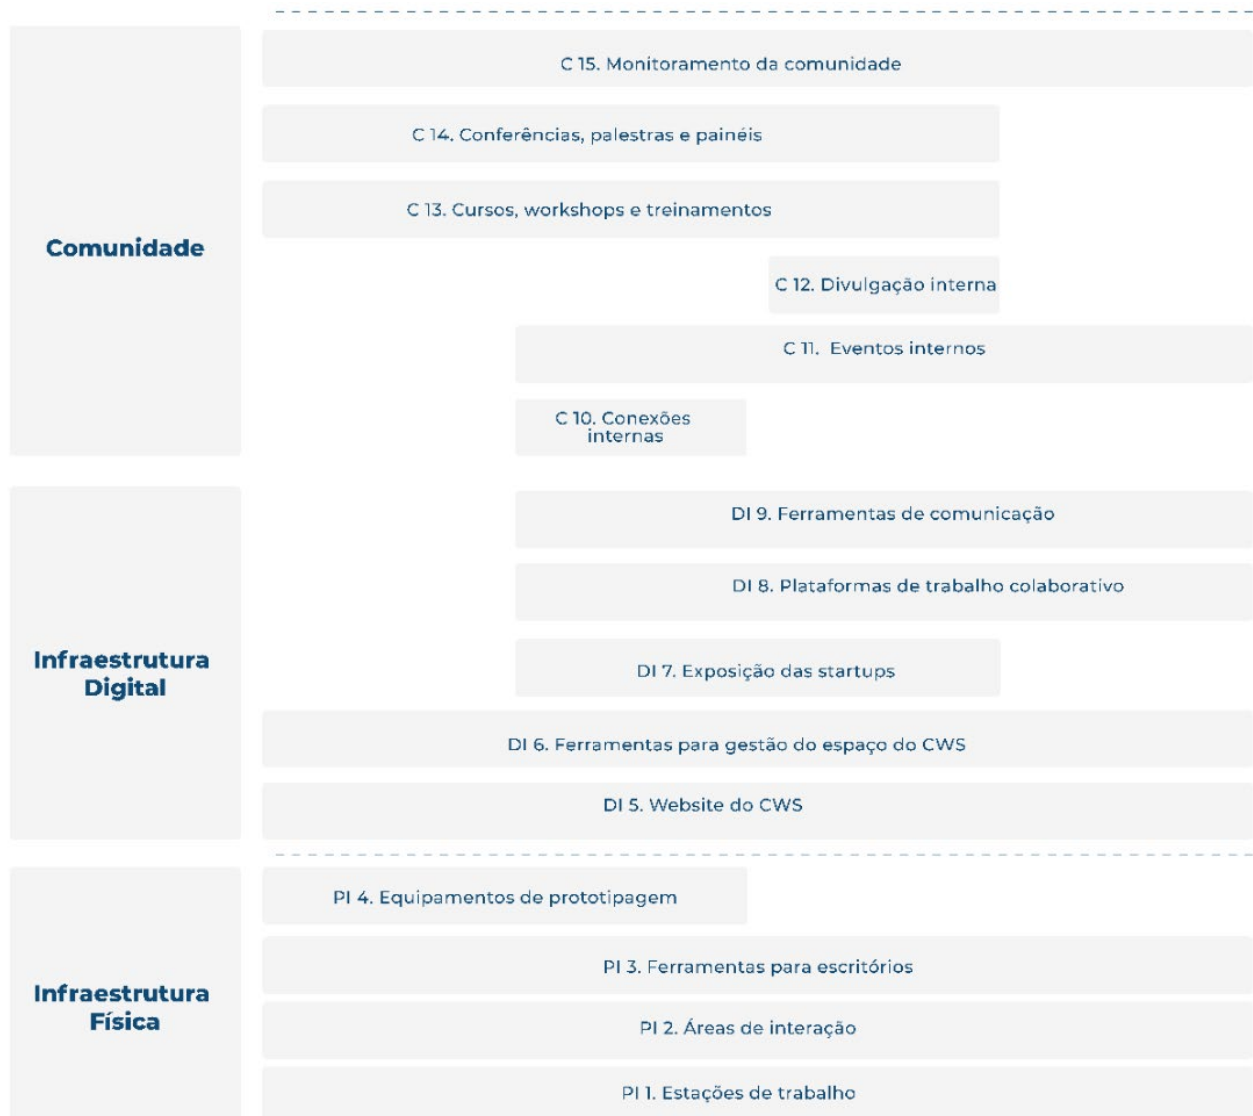 Comunidade
C 15. Monitoramento da comunidade
C 14. Conferências, palestras e painéis
C 13. Cursos, workshops e treinamentos
C 12. Divulgação interna
C 11. Eventos internos
C 10. Conexões
internas
Infraestrutura
Digital
DI 9. Ferramentas de comunicação
DI 8. Plataformas de trabalho colaborativo
DI 7. Exposição das startups
DI 6. Ferramentas para gestão do espaço do CWS
DI 5. Website do CWS
Infraestrutura
Física
PI 4. Equipamentos de prototipagem
PI 3. Ferramentas para escritórios
PI 2. Áreas de interação
PI 1. Estações de trabalho